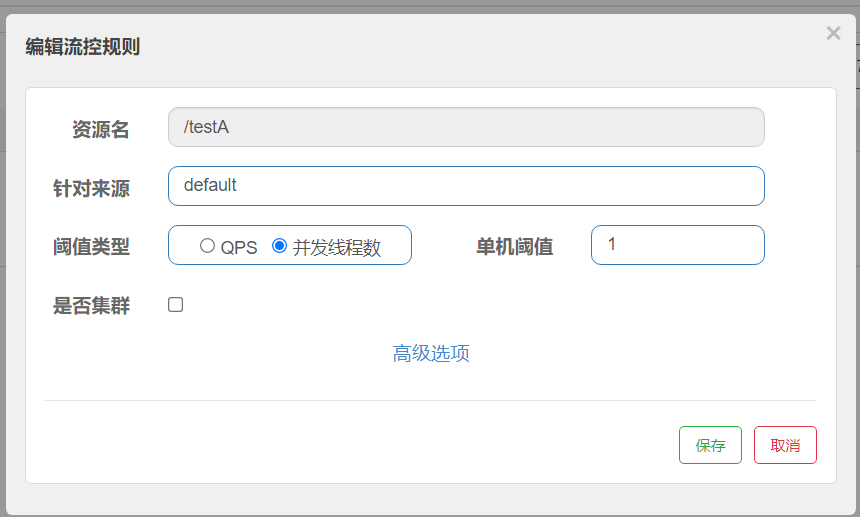 编辑流控规则
×
资源名 /testA
针对来源 default
阈值类型 QPS 并发线程数 单机阈值 1
是否集群
高级选项
保存 取消